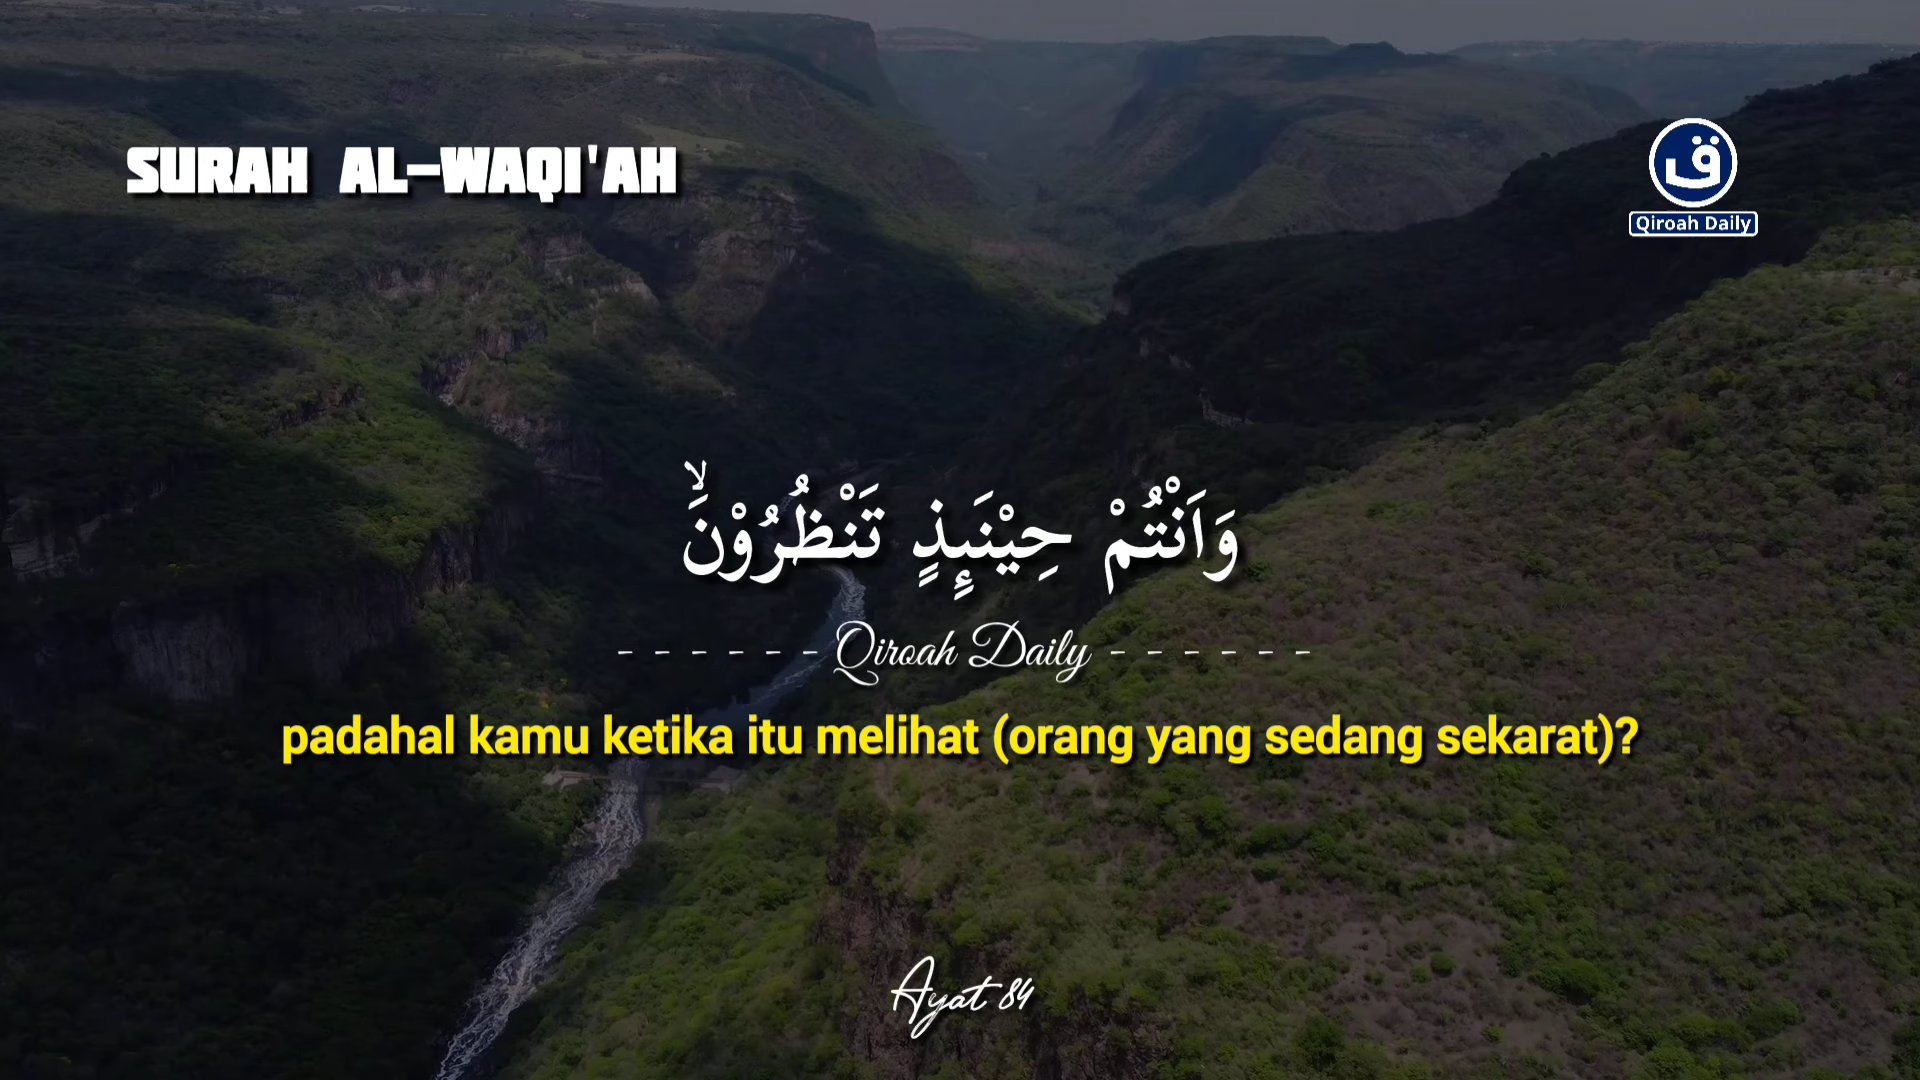 SURAH AL-WAQI'AH
ق
Qiroah Daily
وَاَنْتُمْ حِيْنَىِٕذٍ تَنْظُرُوْنَۙ
- - - - - - Qiroah Daily - - - - - -
padahal kamu ketika itu melihat (orang yang sedang sekarat)?
Ayat 84